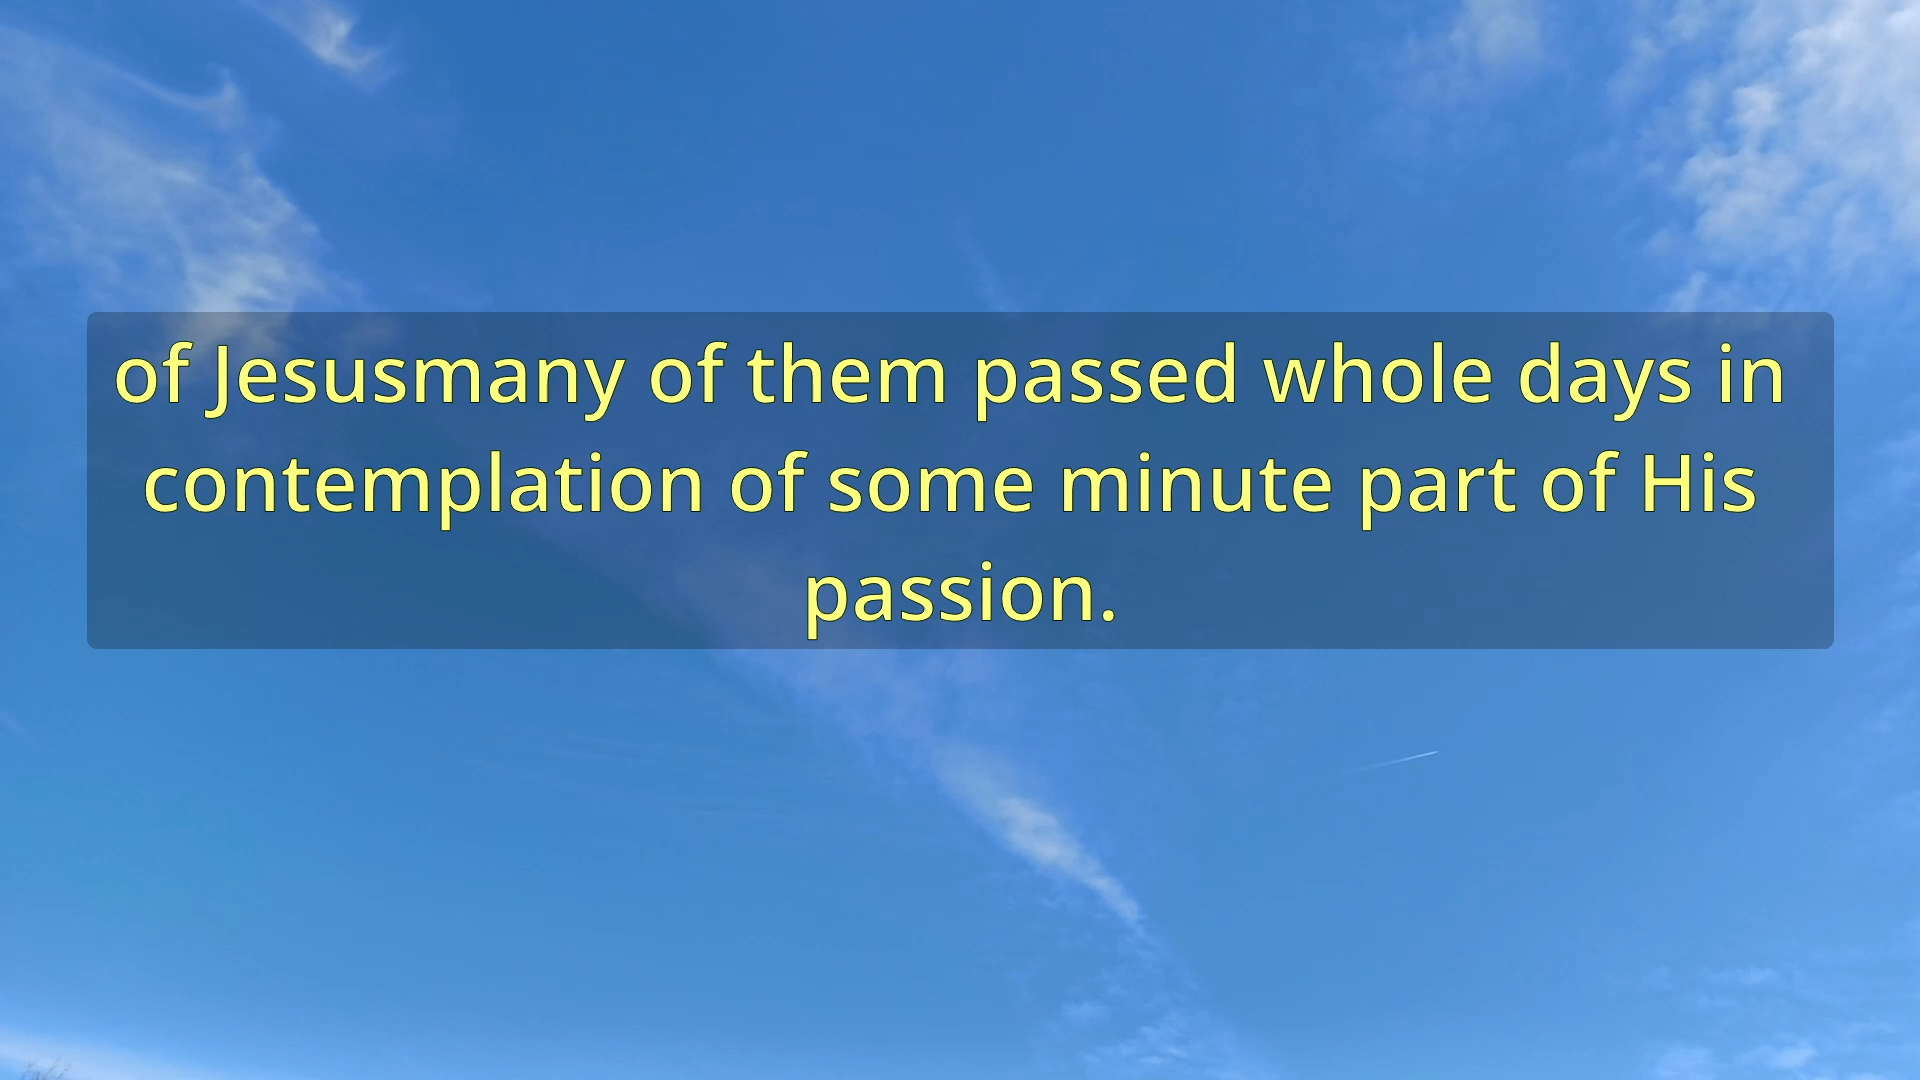 of Jesusmany of them passed whole days in
contemplation of some minute part of His
passion.